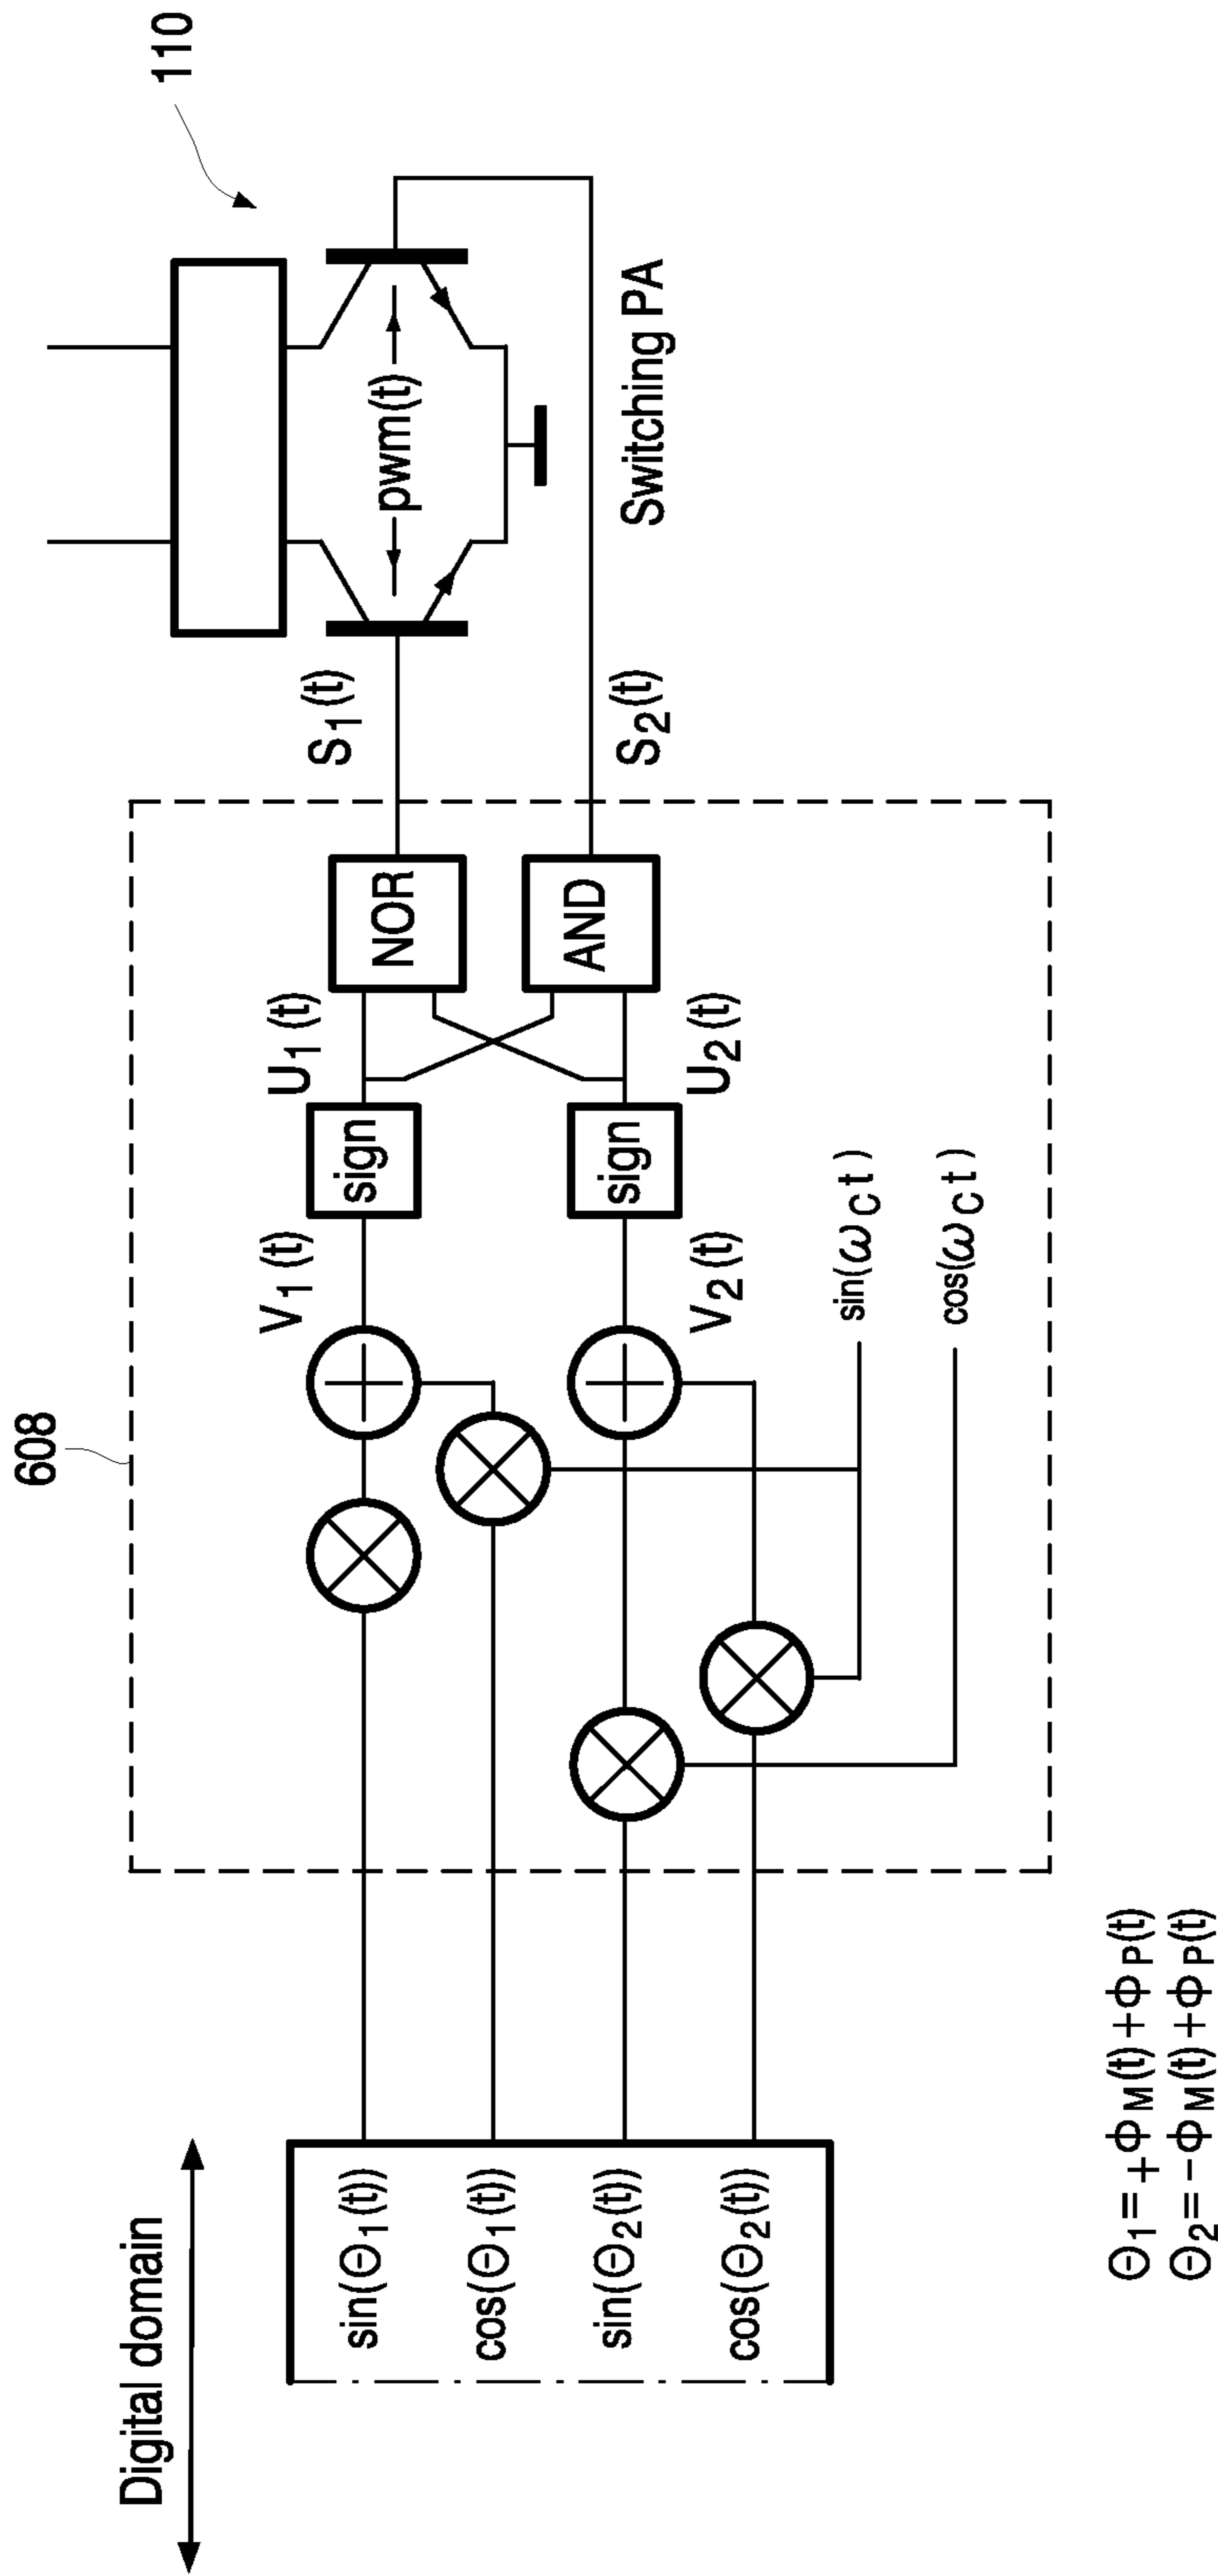 Digital domain
608
110
sin(Θ1(t))
cos(Θ1(t))
sin(Θ2(t))
cos(Θ2(t))
V1(t)
sign
U1(t)
NOR
S1(t)
pwm(t)
V2(t)
sign
U2(t)
AND
S2(t)
Switching PA
sin(ωCt)
cos(ωCt)
Θ1=+ΦM(t)+ΦP(t)
Θ2=-ΦM(t)+ΦP(t)